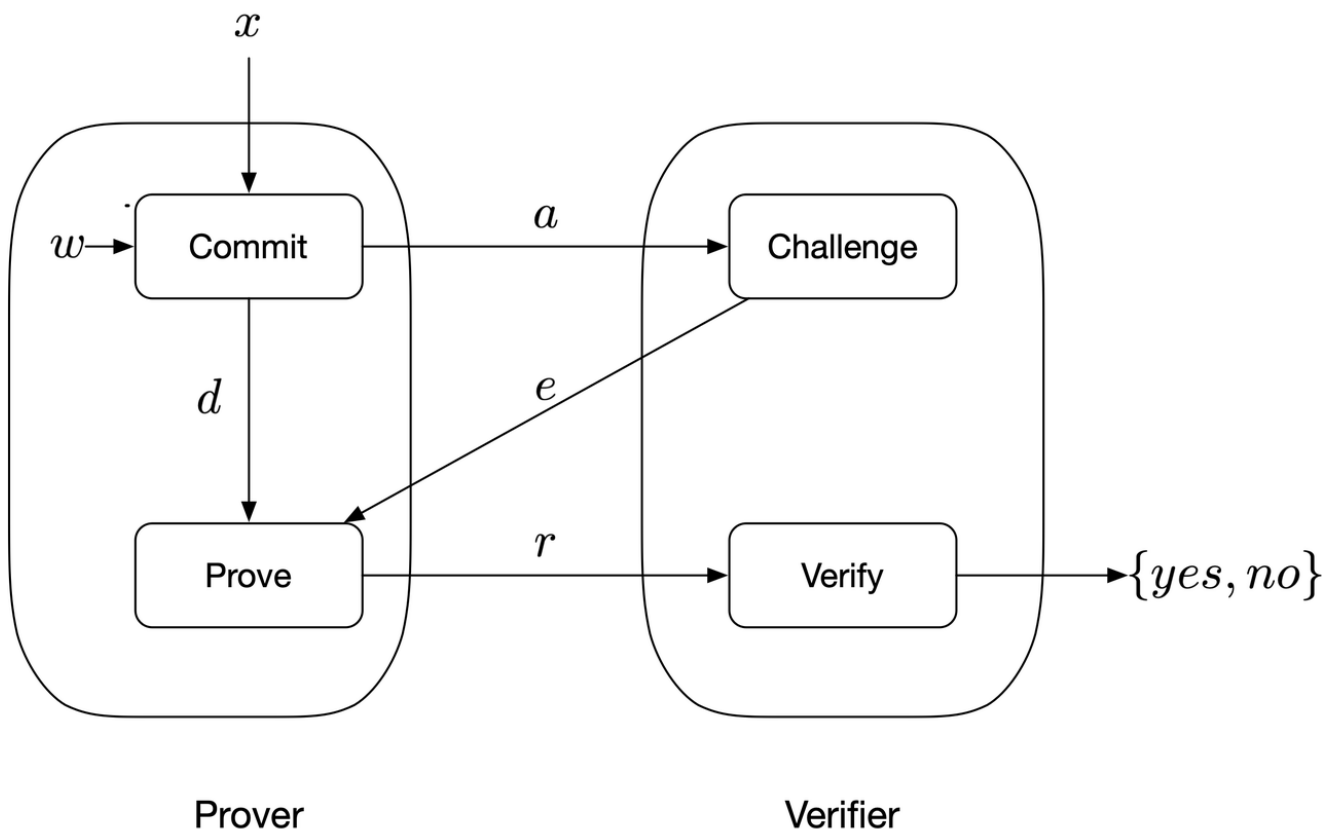 x
a
w Commit Challenge
d
e
r
Prove Verify {yes, no}
Prover Verifier